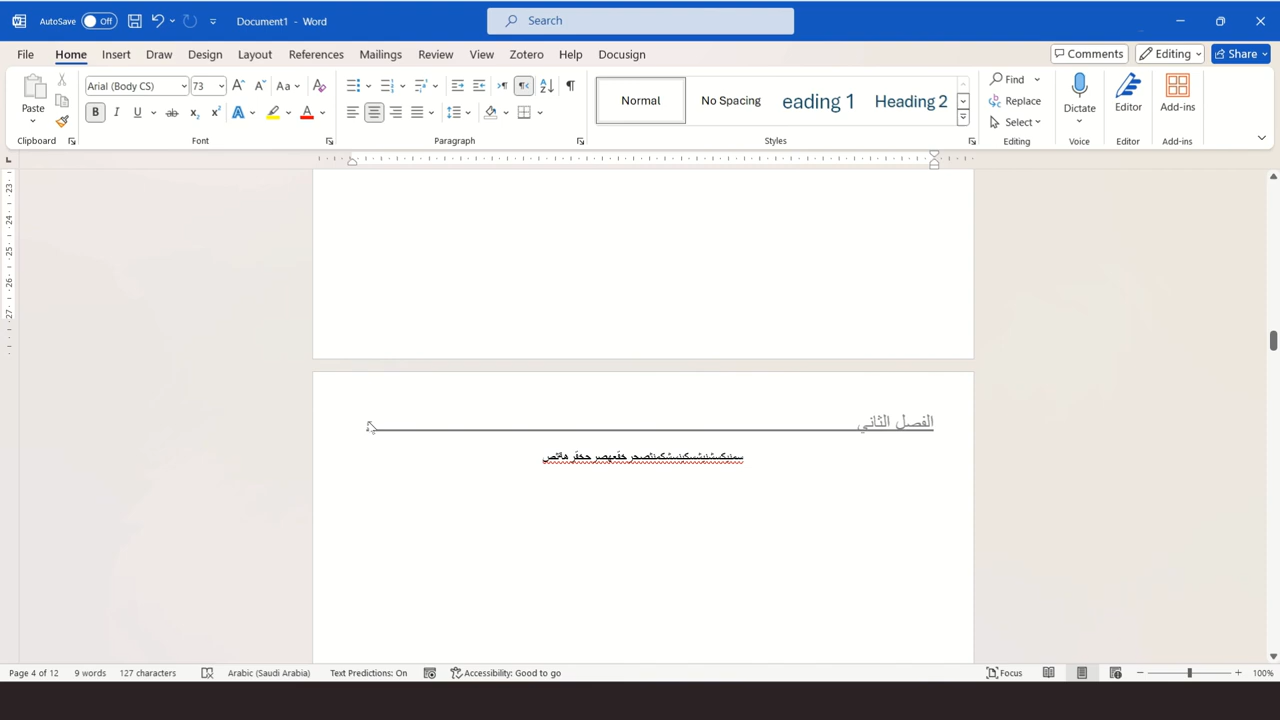 AutoSave Off Document1 - Word Search
File Home Insert Draw Design Layout References Mailings Review View Zotero Help Docusign Comments Editing Share
Paste Arial (Body CS) 73 Aa Normal No Spacing eading 1 Heading 2 Find Replace Select Dictate Editor Add-ins
Clipboard Font Paragraph Styles Editing Voice Editor Add-ins
الفصل الثاني
Page 4 of 12 9 words 127 characters Arabic (Saudi Arabia) Text Predictions: On Accessibility: Good to go Focus 100%